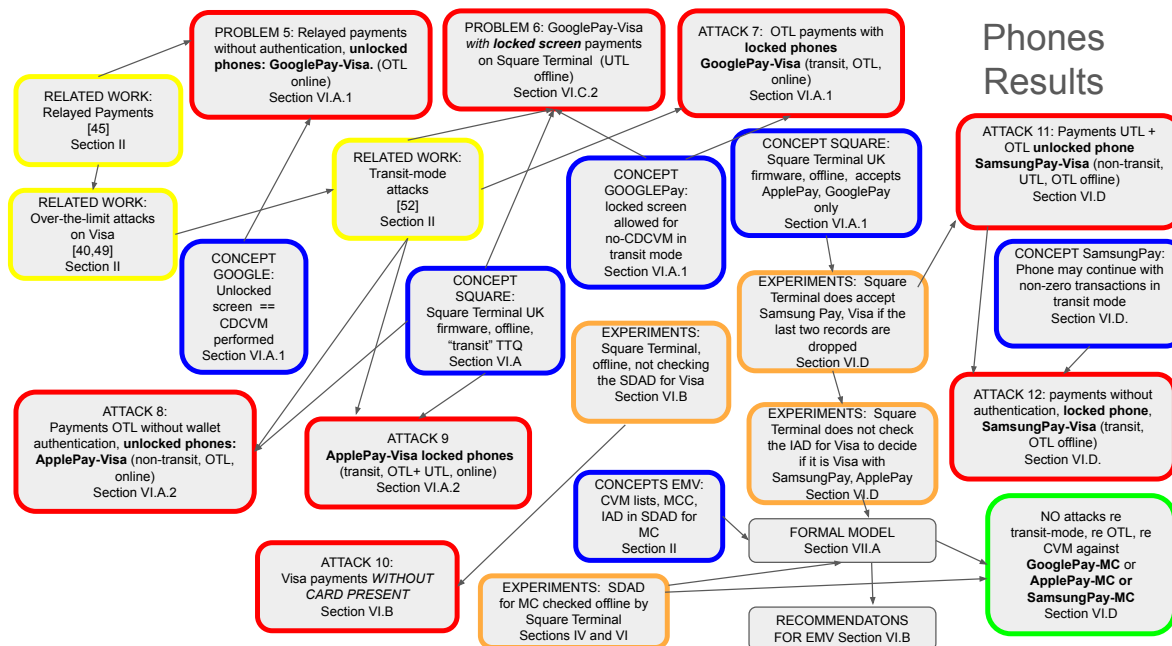 PROBLEM 5: Relayed payments
without authentication, unlocked
phones: GooglePay-Visa. (OTL
online)
Section VI.A.1
PROBLEM 6: GooglePay-Visa
with locked screen payments
on Square Terminal (UTL
offline)
Section VI.C.2
ATTACK 7: OTL payments with
locked phones
GooglePay-Visa (transit, OTL,
online)
Section VI.A.1
Phones
Results
RELATED WORK:
Relayed Payments
[45]
Section II
RELATED WORK:
Over-the-limit attacks
on Visa
[40,49]
Section II
RELATED WORK:
Transit-mode
attacks
[52]
Section II
CONCEPT
GOOGLEPay:
locked screen
allowed for
no-CDCVM in
transit mode
Section VI.A.1
CONCEPT SQUARE:
Square Terminal UK
firmware, offline, accepts
ApplePay, GooglePay
only
Section VI.A.1
ATTACK 11: Payments UTL +
OTL unlocked phone
SamsungPay-Visa (non-transit,
UTL, OTL offline)
Section VI.D
CONCEPT
GOOGLE:
Unlocked
screen ==
CDCVM
performed
Section VI.A.1
CONCEPT
SQUARE:
Square Terminal UK
firmware, offline,
“transit” TTQ
Section VI.A
EXPERIMENTS: Square
Terminal does accept
Samsung Pay, Visa if the
last two records are
dropped
Section VI.D
CONCEPT SamsungPay:
Phone may continue with
non-zero transactions in
transit mode
Section VI.D.
EXPERIMENTS:
Square Terminal,
offline, not checking
the SDAD for Visa
Section VI.B
ATTACK 8:
Payments OTL without wallet
authentication, unlocked phones:
ApplePay-Visa (non-transit, OTL,
online)
Section VI.A.2
ATTACK 9
ApplePay-Visa locked phones
(transit, OTL+ UTL, online)
Section VI.A.2
EXPERIMENTS: Square
Terminal does not check
the IAD for Visa to decide
if it is Visa with
SamsungPay, ApplePay
Section VI.D
ATTACK 12: payments without
authentication, locked phone,
SamsungPay-Visa (transit,
OTL offline)
Section VI.D.
CONCEPTS EMV:
CVM lists, MCC,
IAD in SDAD for
MC
Section II
FORMAL MODEL
Section VII.A
NO attacks re
transit-mode, re OTL, re
CVM against
GooglePay-MC or
ApplePay-MC or
SamsungPay-MC
Section VI.D
ATTACK 10:
Visa payments WITHOUT
CARD PRESENT
Section VI.B
EXPERIMENTS: SDAD
for MC checked offline by
Square Terminal
Sections IV and VI
RECOMMENDATONS
FOR EMV Section VI.B